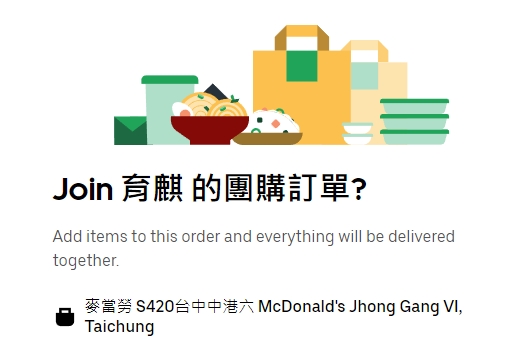 Join 育麒 的團購訂單?
Add items to this order and everything will be delivered
together.
麥當勞 S420台中中港六 McDonald's Jhong Gang VI,
Taichung